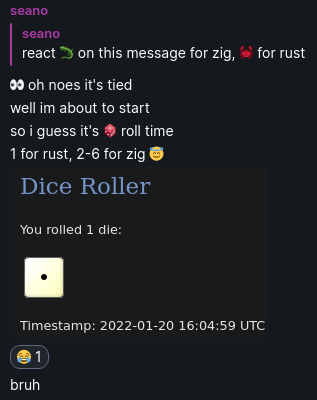 seano
seano
react 🦎 on this message for zig, 🦀 for rust
👀 oh noes it's tied
well im about to start
so i guess it's 🎲 roll time
1 for rust, 2-6 for zig 😇
Dice Roller
You rolled 1 die:
Timestamp: 2022-01-20 16:04:59 UTC
😂 1
bruh